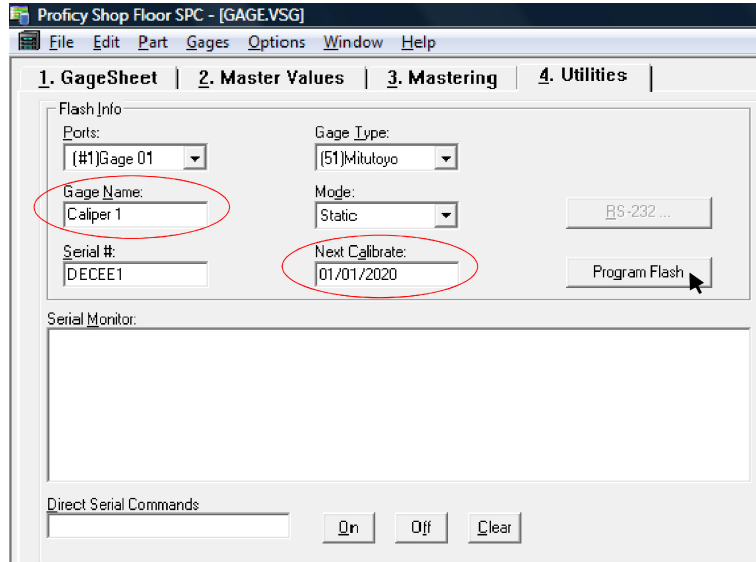 Proficy Shop Floor SPC - [GAGE.VSG]
File Edit Part Gages Options Window Help
1. GageSheet | 2. Master Values | 3. Mastering | 4. Utilities
Flash Info
Ports: Gage Type:
(#1)Gage 01 (51)Mitutoyo
Gage Name: Mode:
Caliper 1 Static RS-232 ...
Serial #: Next Calibrate:
DECEE1 01/01/2020 Program Flash
Serial Monitor:
Direct Serial Commands
On Off Clear